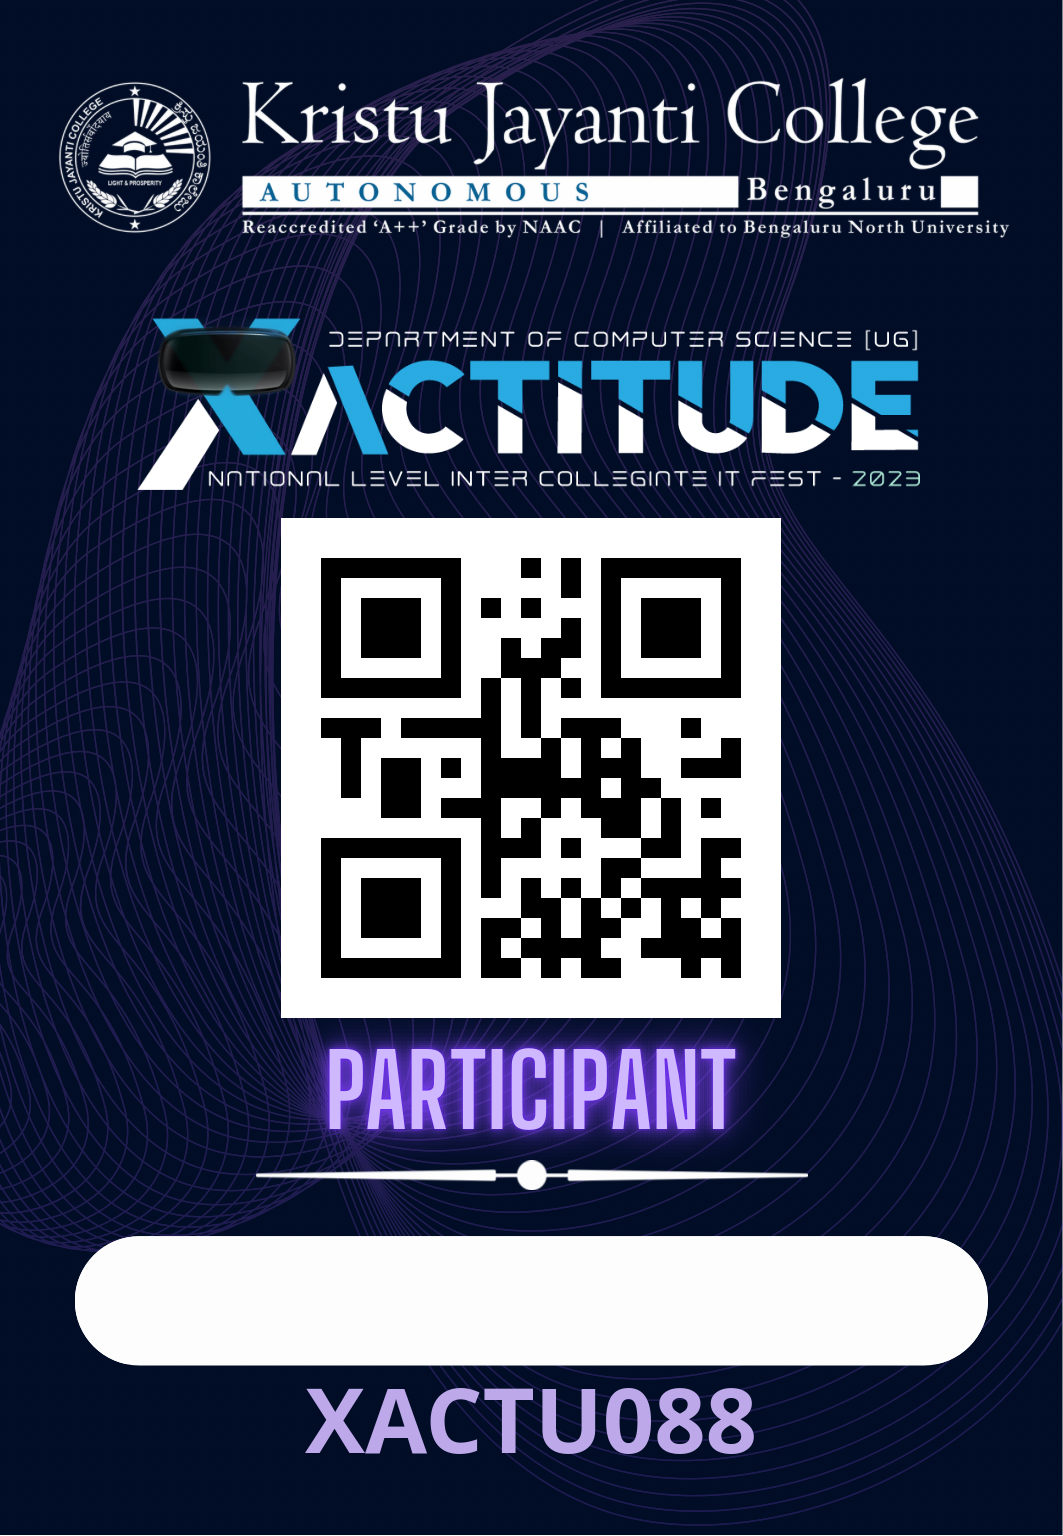 KRISTU JAYANTI COLLEGE
LIGHT & PROSPERITY
Kristu Jayanti College
AUTONOMOUS Bengaluru
Reaccredited ‘A++’ Grade by NAAC | Affiliated to Bengaluru North University
DEPARTMENT OF COMPUTER SCIENCE [UG]
XACTITUDE
NATIONAL LEVEL INTER COLLEGIATE IT FEST - 2023
PARTICIPANT
XACTU088